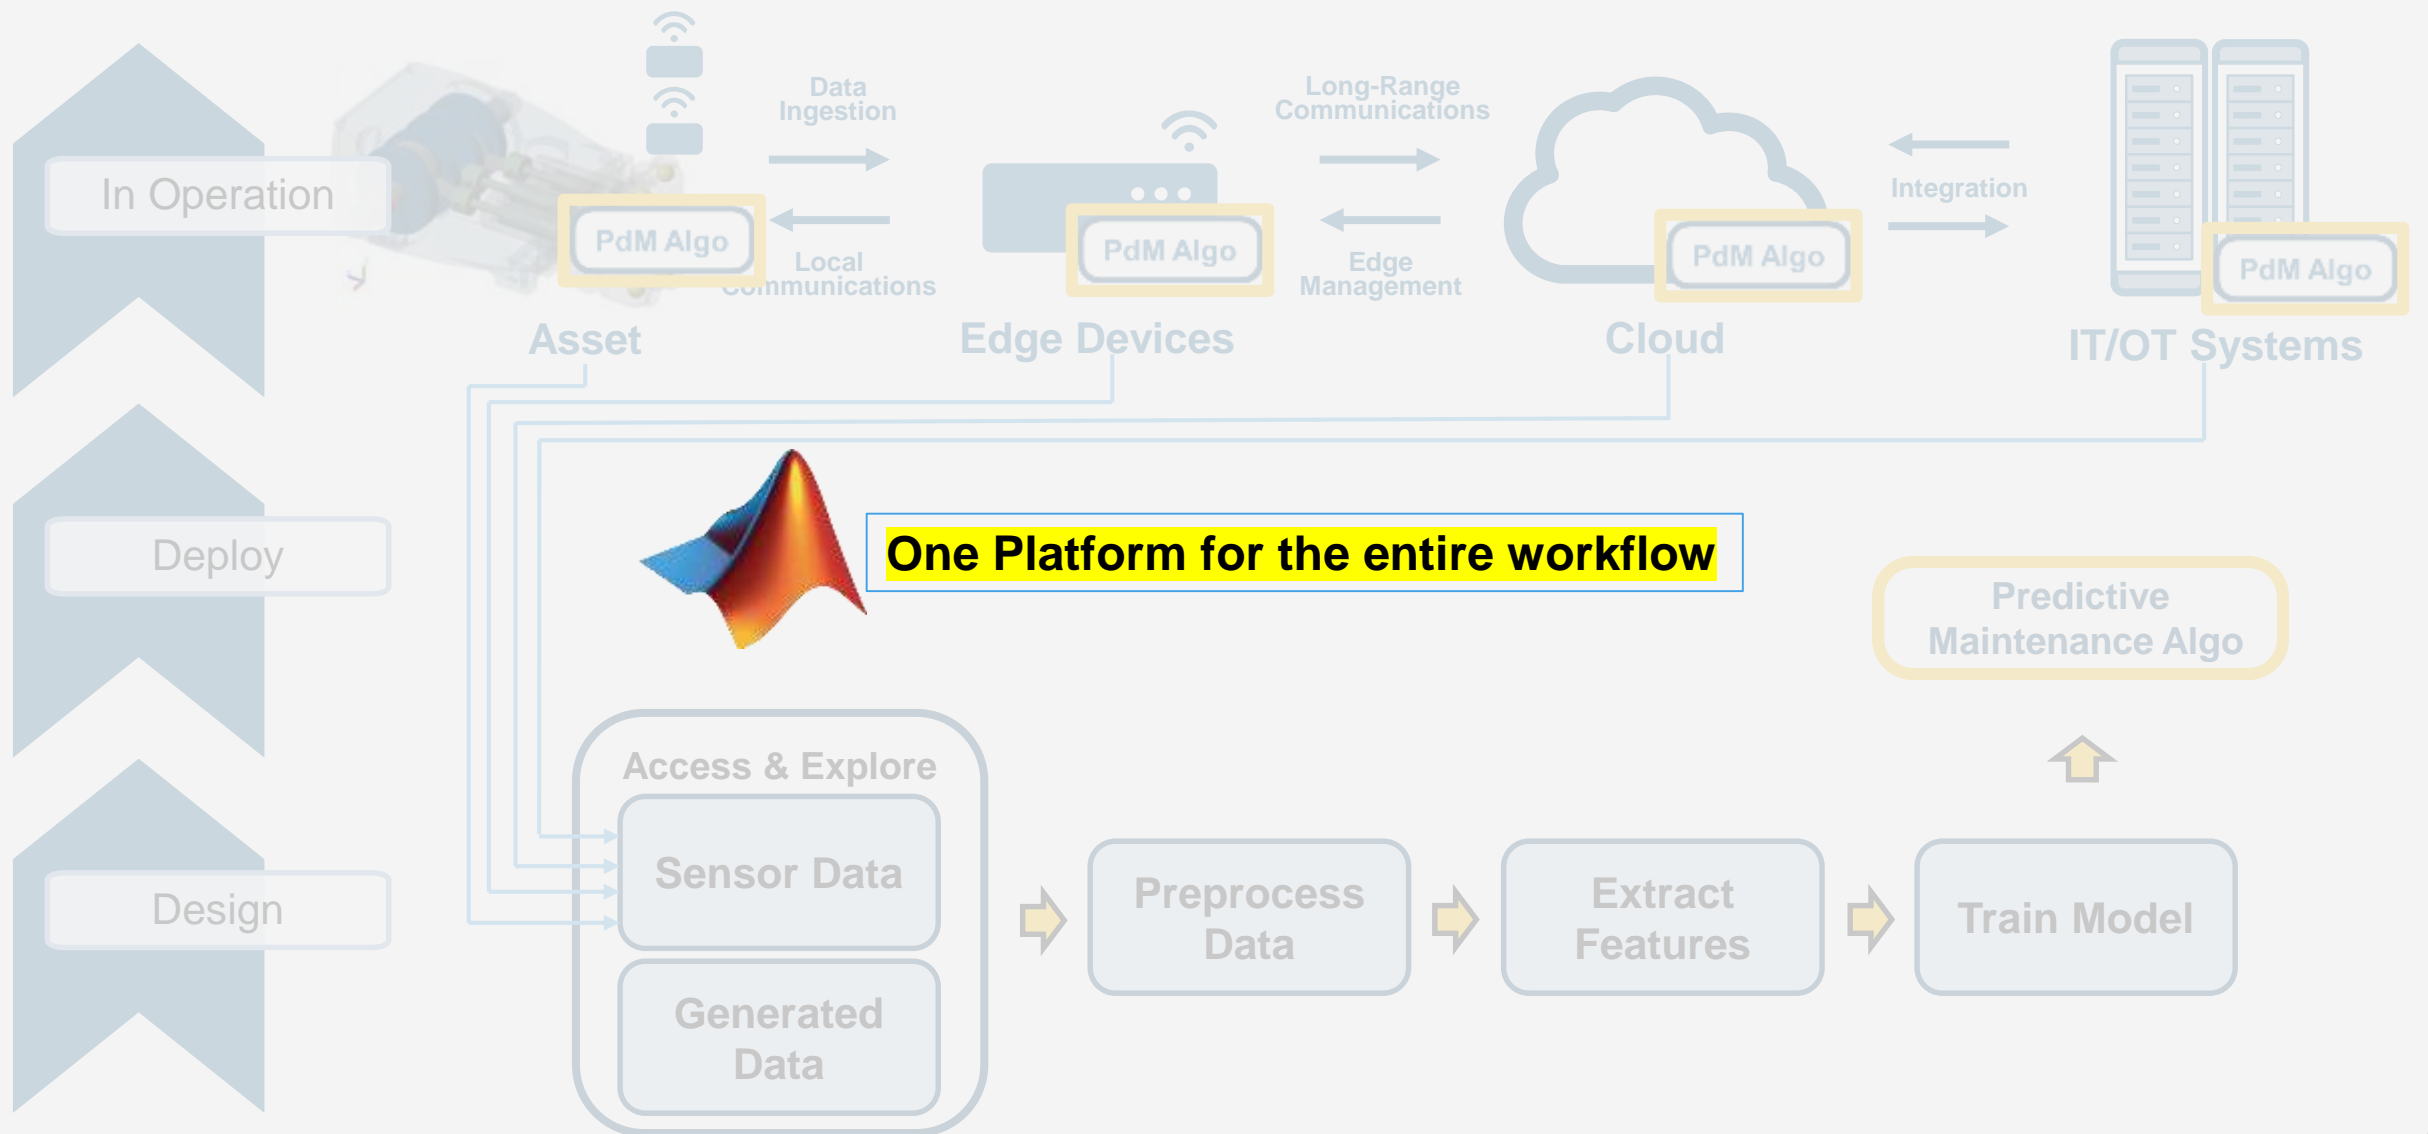 Data
Ingestion
Long-Range
Communications
In Operation
Integration
PdM Algo
PdM Algo
PdM Algo
PdM Algo
Local
Communications
Edge
Management
Asset
Edge Devices
Cloud
IT/OT Systems
Deploy
One Platform for the entire workflow
Predictive
Maintenance Algo
Design
Access & Explore
Sensor Data
Generated
Data
Preprocess
Data
Extract
Features
Train Model